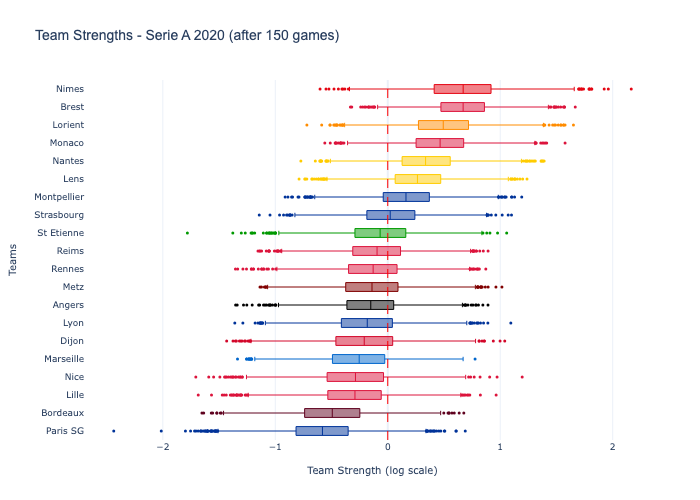 Team Strengths - Serie A 2020 (after 150 games)
Nimes
Brest
Lorient
Monaco
Nantes
Lens
Montpellier
Strasbourg
St Etienne
Reims
Rennes
Metz
Angers
Lyon
Dijon
Marseille
Nice
Lille
Bordeaux
Paris SG
Teams
−2 −1 0 1 2
Team Strength (log scale)